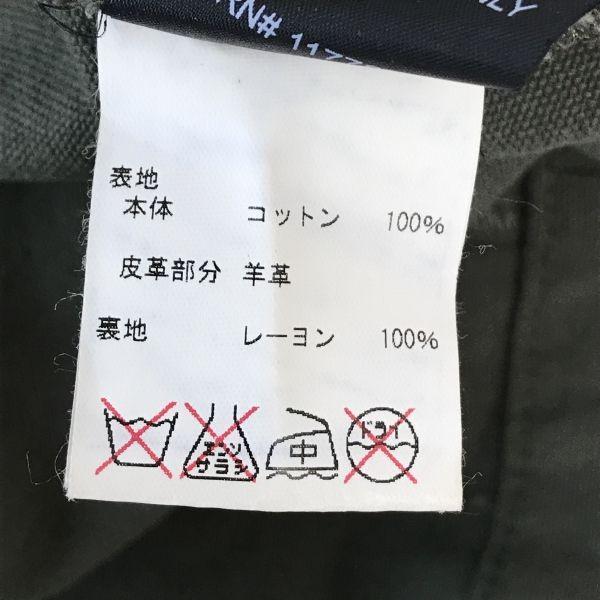 #1177
表地
本体 コットン 100%
皮革部分 羊革
裏地 レーヨン 100%
エンソ
サラシ
中
ドライ